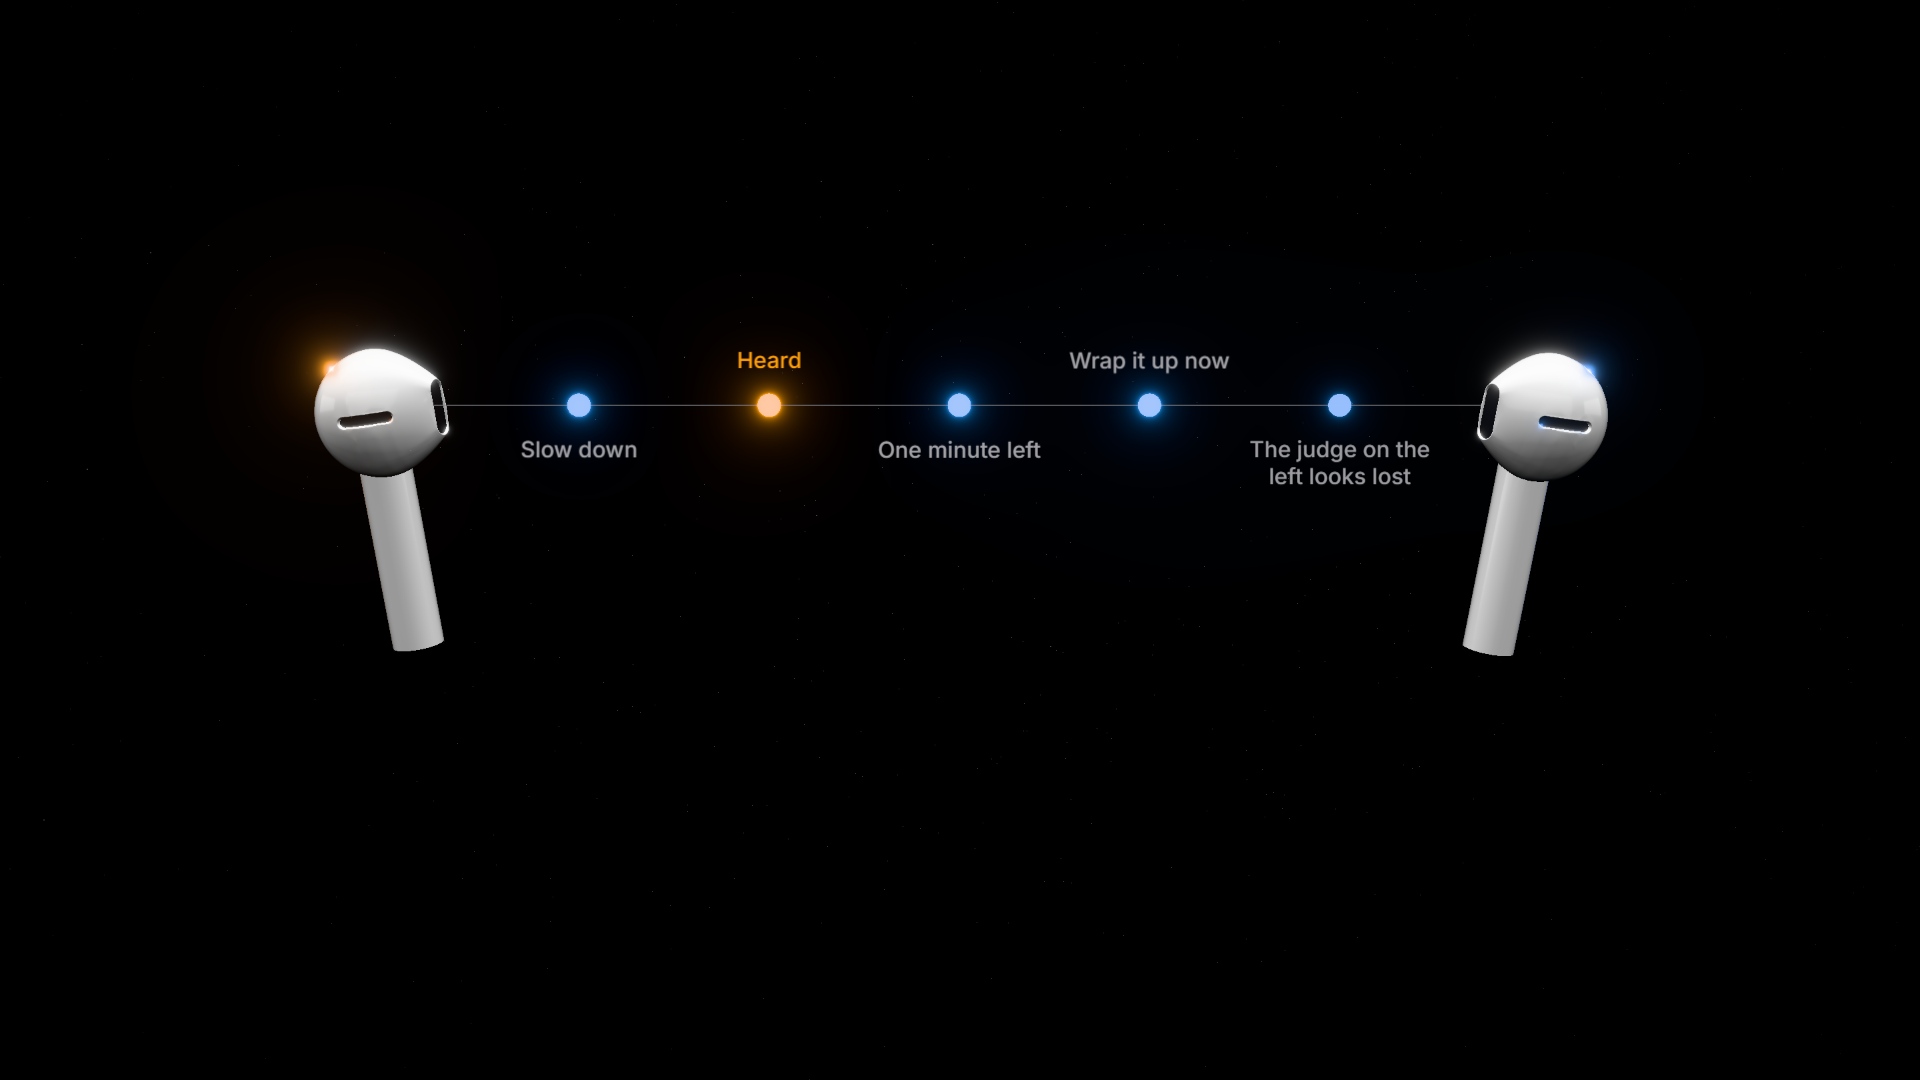 Heard
Wrap it up now
Slow down
One minute left
The judge on the
left looks lost